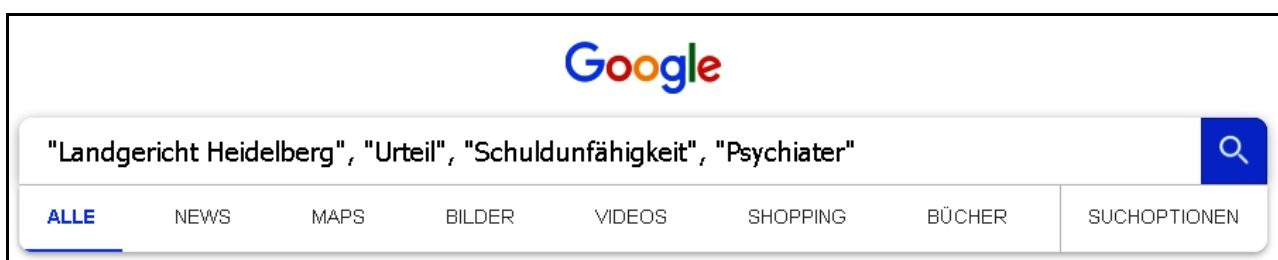 Google
"Landgericht Heidelberg", "Urteil", "Schuldunfähigkeit", "Psychiater"
ALLE NEWS MAPS BILDER VIDEOS SHOPPING BÜCHER SUCHOPTIONEN